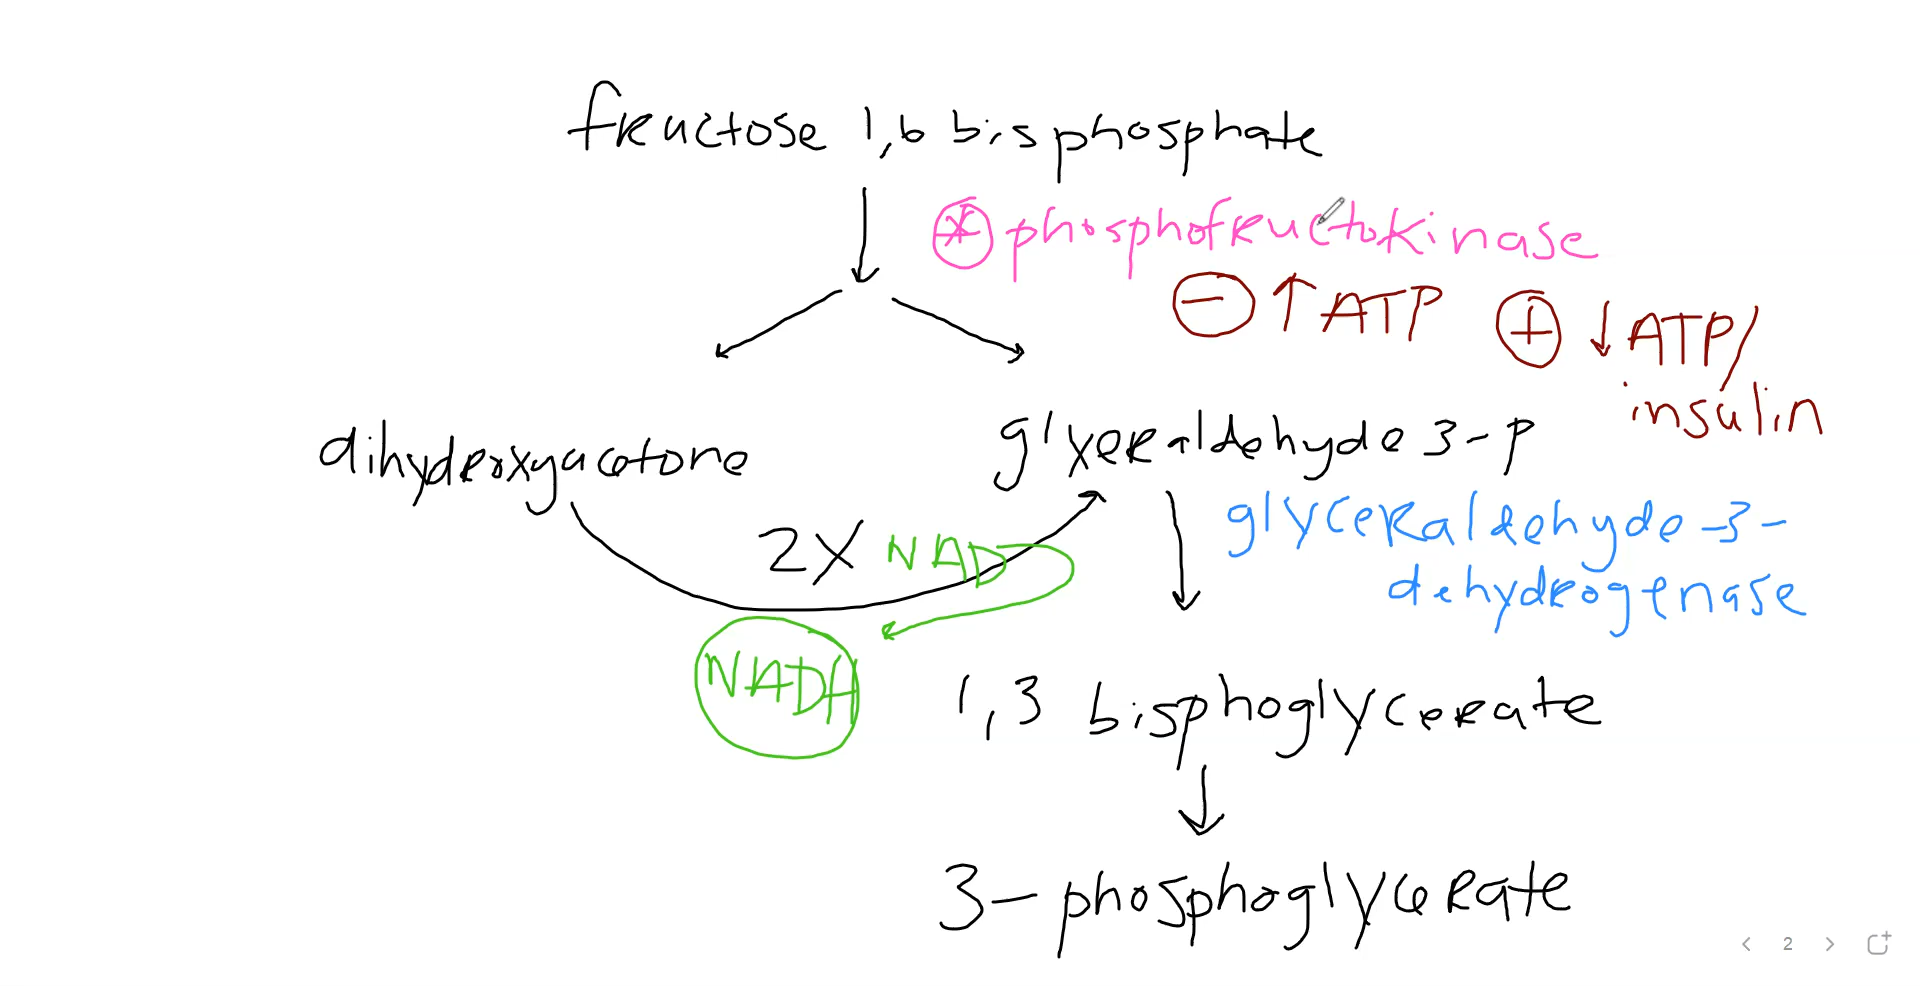 fructose 1,6 bisphosphate
* phosphofructokinase
- ↑ ATP + ↓ ATP/
insulin
dihydroxyacetone glyceraldehyde 3-p
2x NAD glyceraldehyde-3-
dehydrogenase
NADH 1,3 bisphoglycerate
3-phosphoglycerate
2